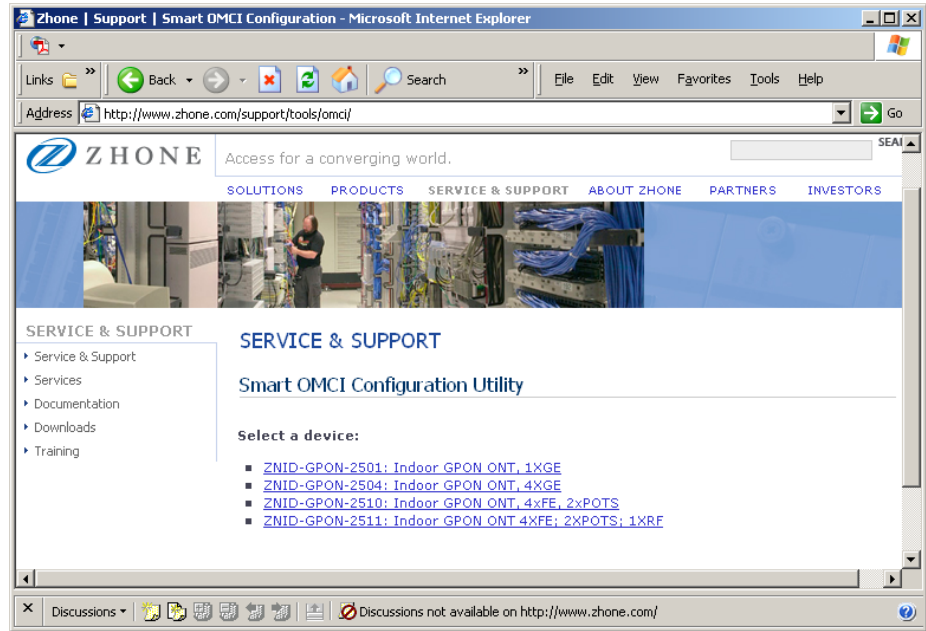 Zhone | Support | Smart OMCI Configuration - Microsoft Internet Explorer
Links » Back Search » File Edit View Favorites Tools Help
Address http://www.zhone.com/support/tools/omci/ Go
ZHONE Access for a converging world. SEA
SOLUTIONS PRODUCTS SERVICE & SUPPORT ABOUT ZHONE PARTNERS INVESTORS
SERVICE & SUPPORT
Service & Support
Services
Documentation
Downloads
Training
SERVICE & SUPPORT
Smart OMCI Configuration Utility
Select a device:
ZNID-GPON-2501: Indoor GPON ONT, 1XGE
ZNID-GPON-2504: Indoor GPON ONT, 4XGE
ZNID-GPON-2510: Indoor GPON ONT, 4xFE, 2xPOTS
ZNID-GPON-2511: Indoor GPON ONT 4XFE; 2XPOTS; 1XRF
Discussions Discussions not available on http://www.zhone.com/